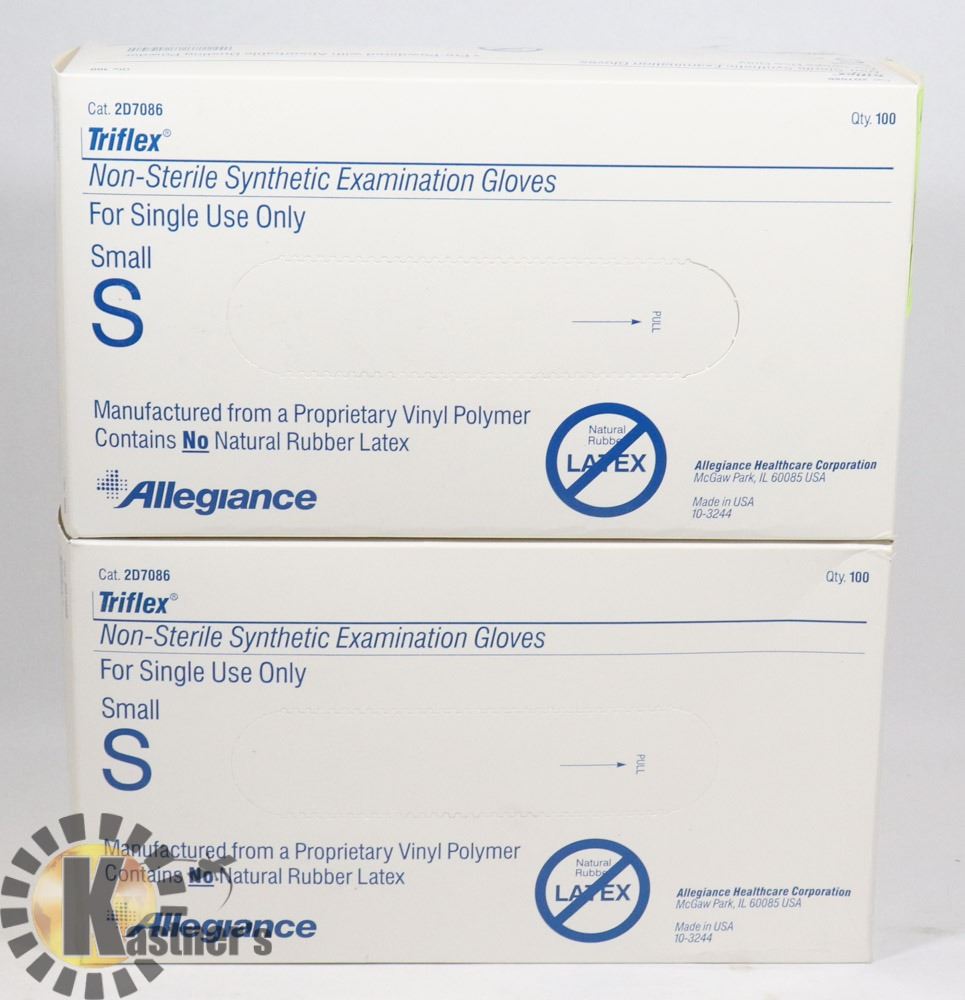 Cat. 2D7086
Qty. 100
Triflex®
Non-Sterile Synthetic Examination Gloves
For Single Use Only
Small
S
PULL
Manufactured from a Proprietary Vinyl Polymer
Contains No Natural Rubber Latex
Natural
Rubber
LATEX
Allegiance
Allegiance Healthcare Corporation
McGaw Park, IL 60085 USA
Made in USA
10-3244
Cat. 2D7086
Qty. 100
Triflex®
Non-Sterile Synthetic Examination Gloves
For Single Use Only
Small
S
PULL
Manufactured from a Proprietary Vinyl Polymer
Contains No Natural Rubber Latex
Natural
Rubber
LATEX
Allegiance
Allegiance Healthcare Corporation
McGaw Park, IL 60085 USA
Made in USA
10-3244
Kastner's